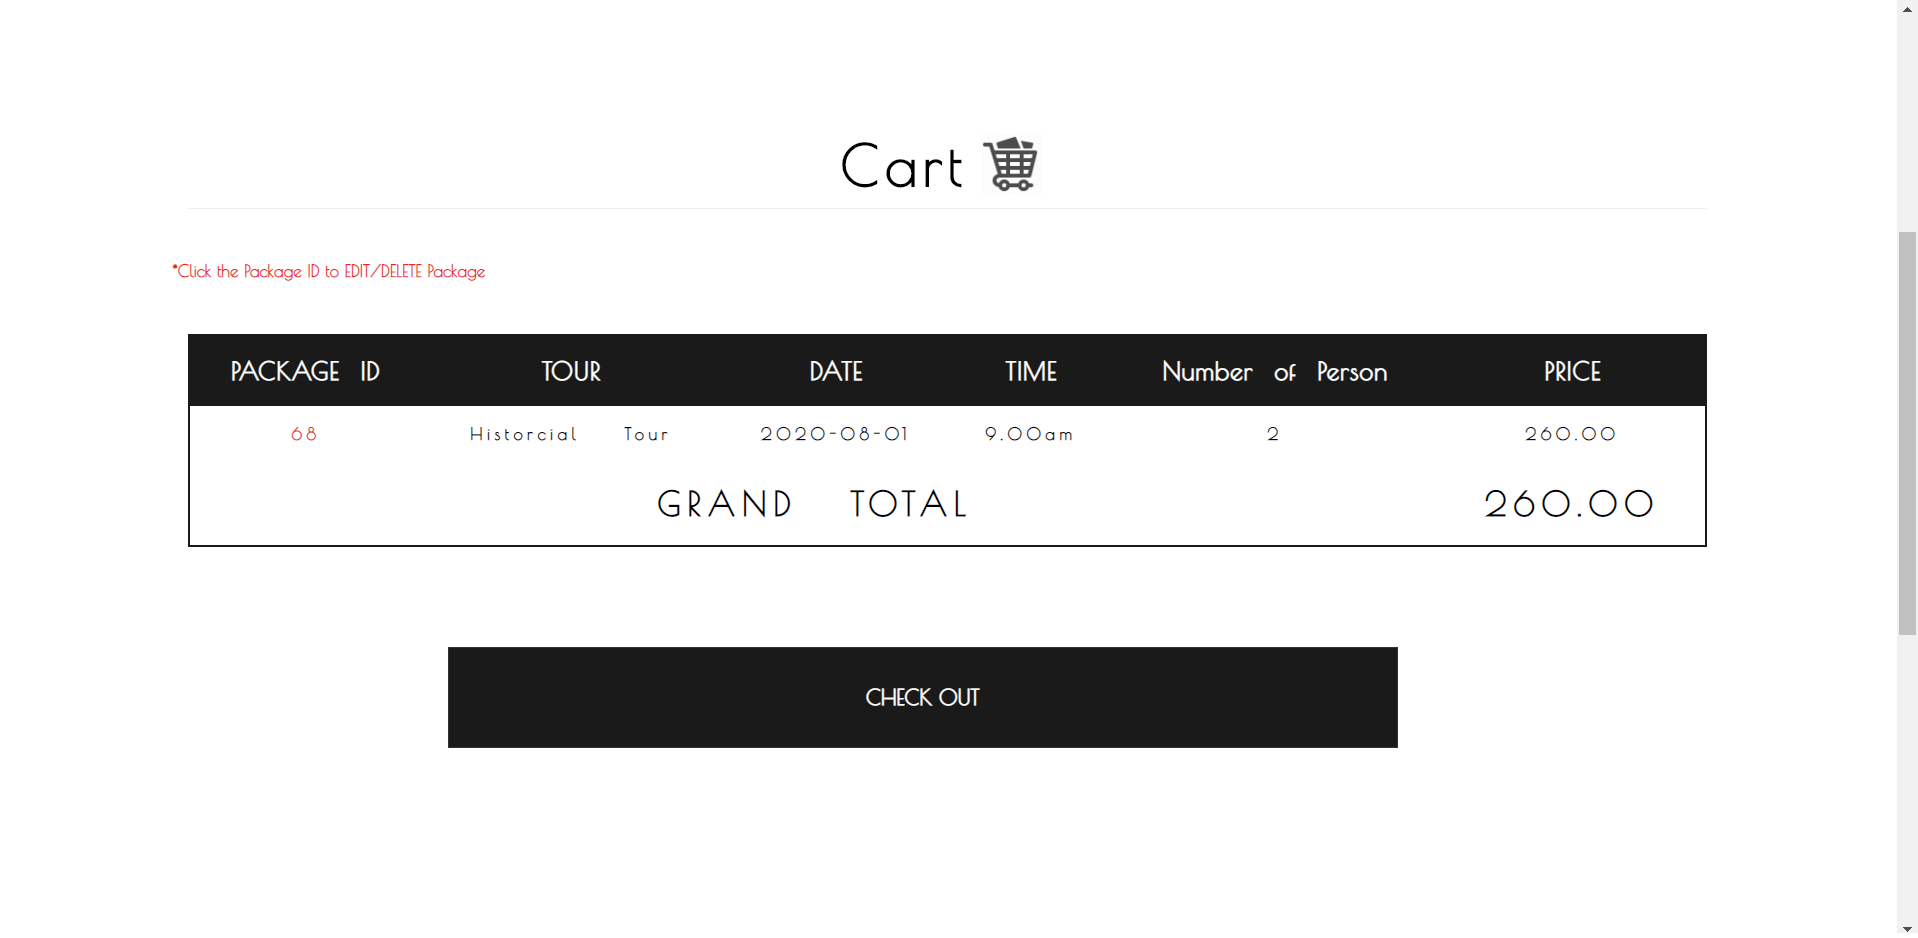 Cart
*Click the Package ID to EDIT/DELETE Package
PACKAGE ID TOUR DATE TIME Number of Person PRICE
68 Historcial Tour 2020-08-01 9.00am 2 260.00
GRAND TOTAL 260.00
CHECK OUT